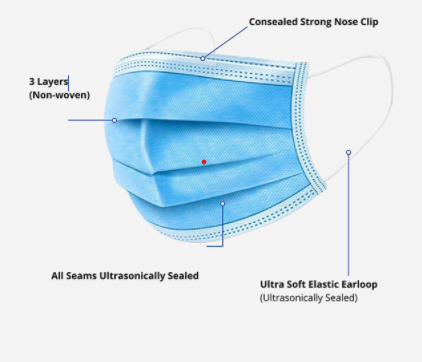 Consealed Strong Nose Clip
3 Layers
(Non-woven)
All Seams Ultrasonically Sealed
Ultra Soft Elastic Earloop
(Ultrasonically Sealed)